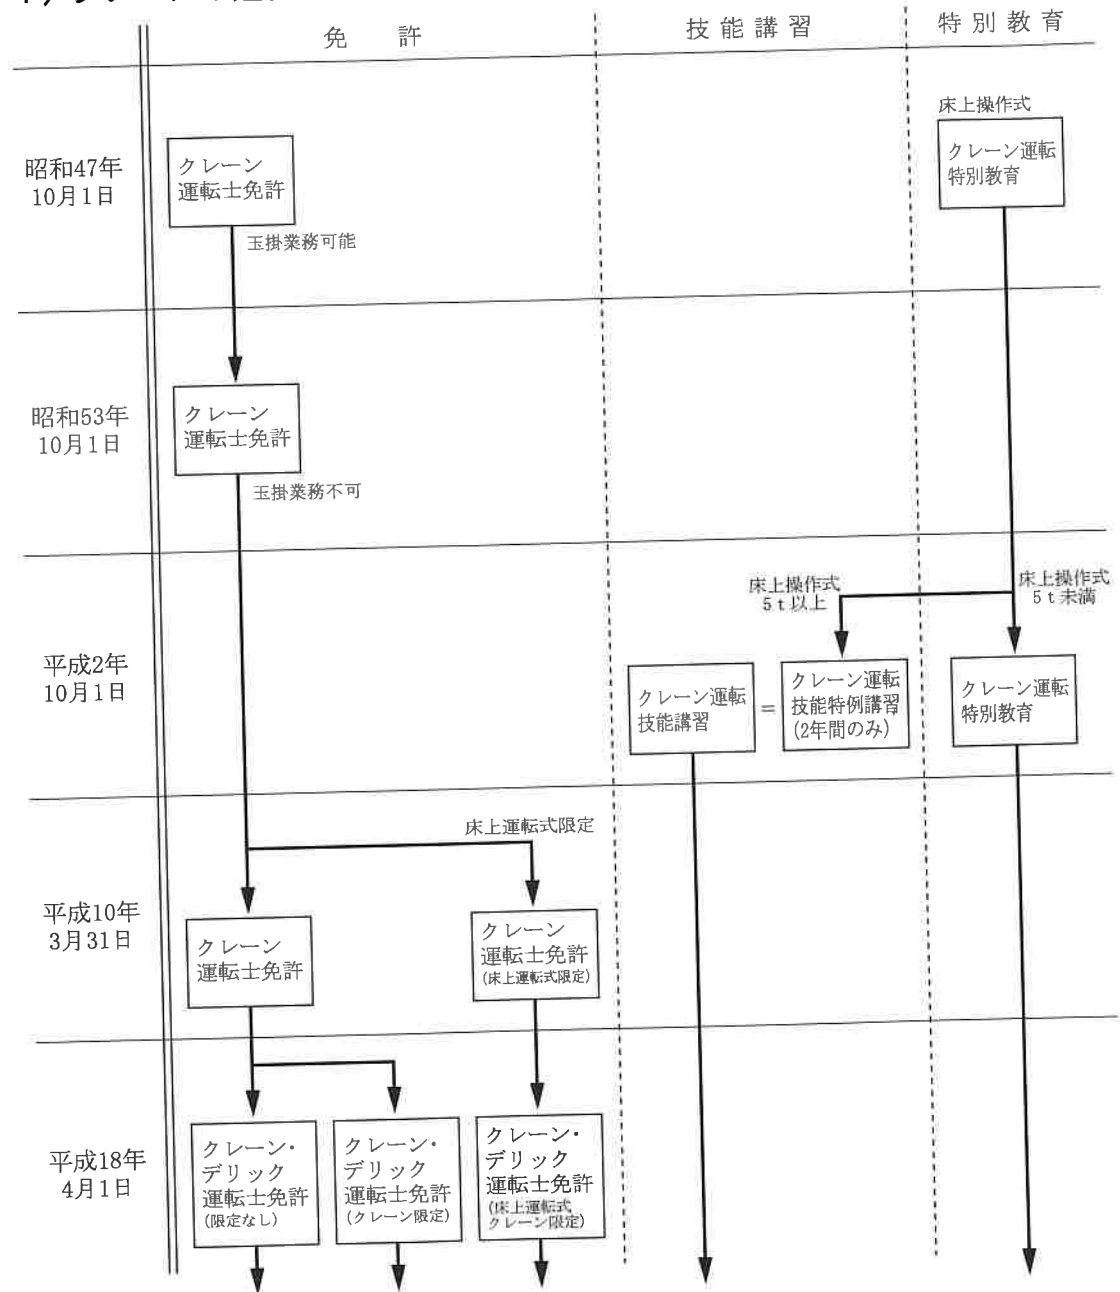 免 許
技能講習
特別教育
昭和47年
10月1日
クレーン
運転士免許
玉掛業務可能
床上操作式
クレーン運転
特別教育
昭和53年
10月1日
クレーン
運転士免許
玉掛業務不可
平成2年
10月1日
床上操作式
5t以上
床上操作式
5t未満
クレーン運転
技能講習
=
クレーン運転
技能特例講習
(2年間のみ)
クレーン運転
特別教育
平成10年
3月31日
床上運転式限定
クレーン
運転士免許
クレーン
運転士免許
(床上運転式限定)
平成18年
4月1日
クレーン・
デリック
運転士免許
(限定なし)
クレーン・
デリック
運転士免許
(クレーン限定)
クレーン・
デリック
運転士免許
(床上運転式
クレーン限定)